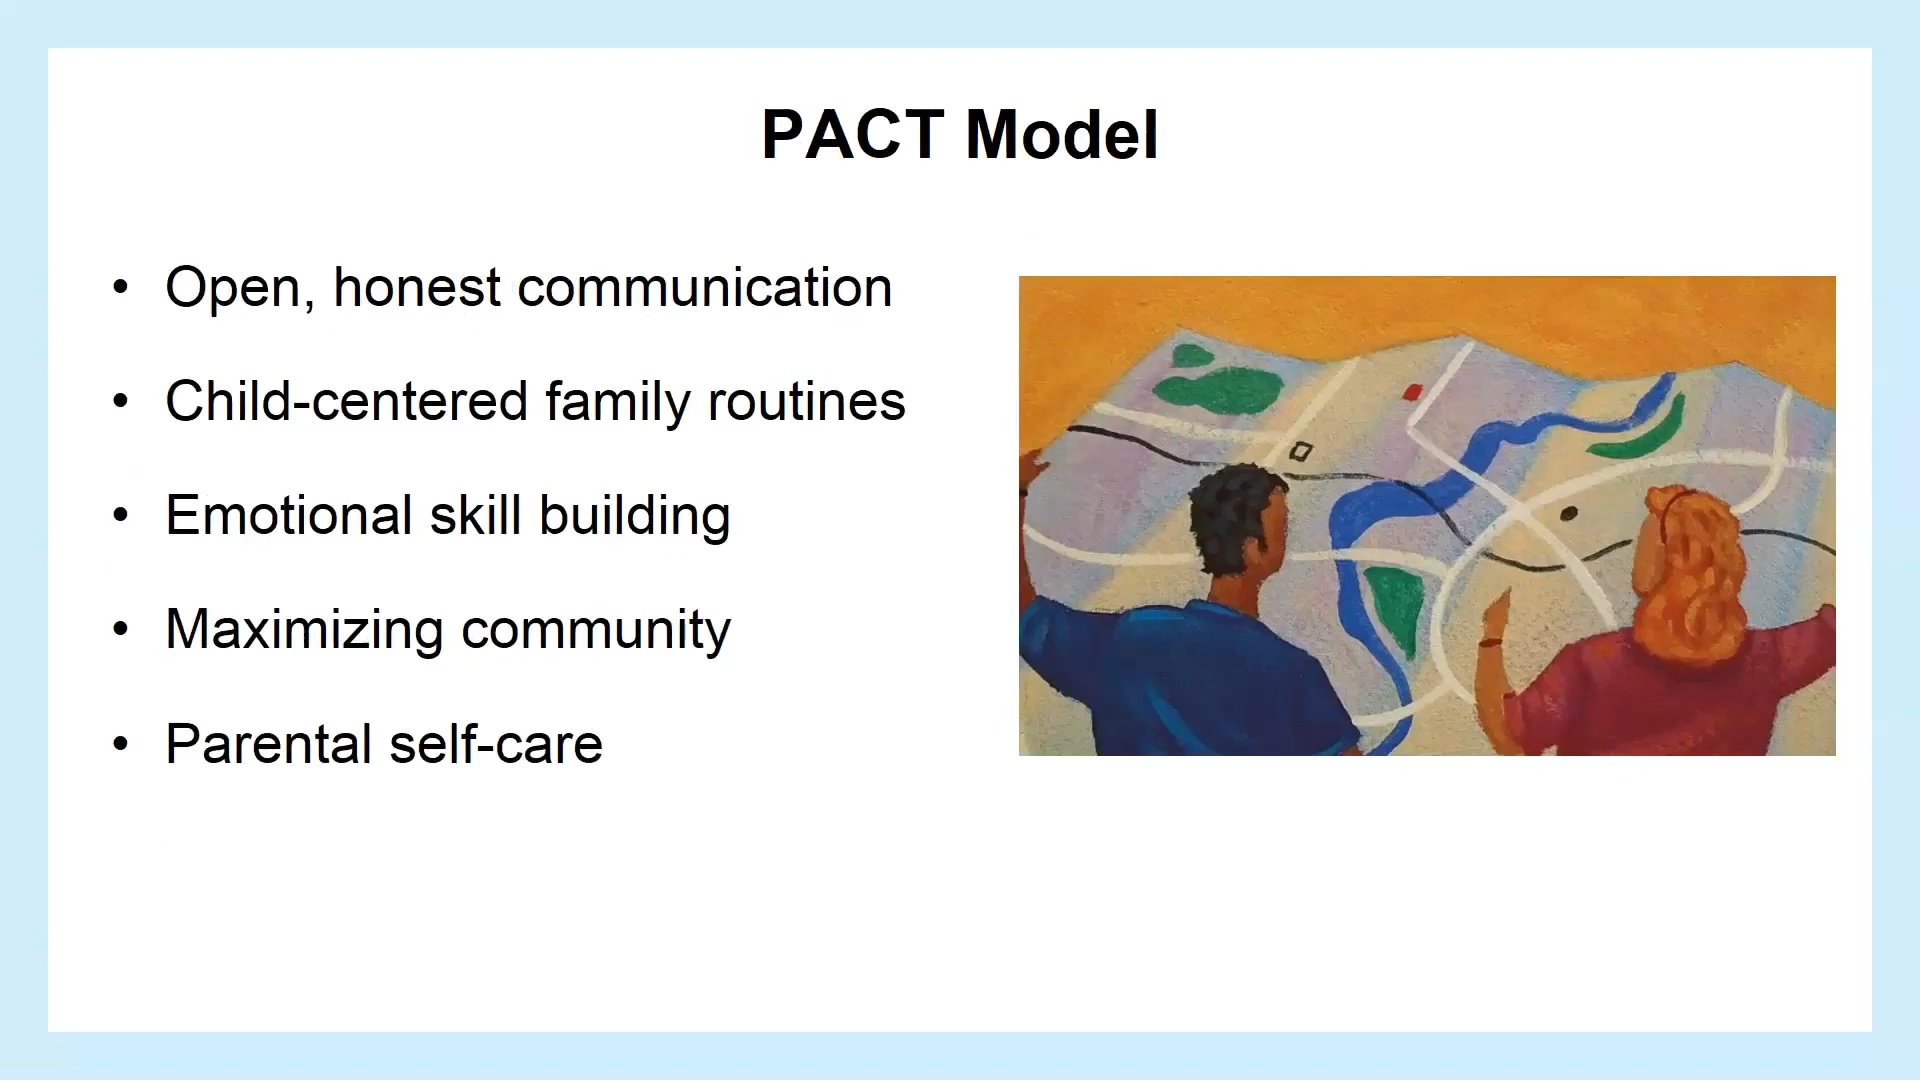 PACT Model
• Open, honest communication
• Child-centered family routines
• Emotional skill building
• Maximizing community
• Parental self-care